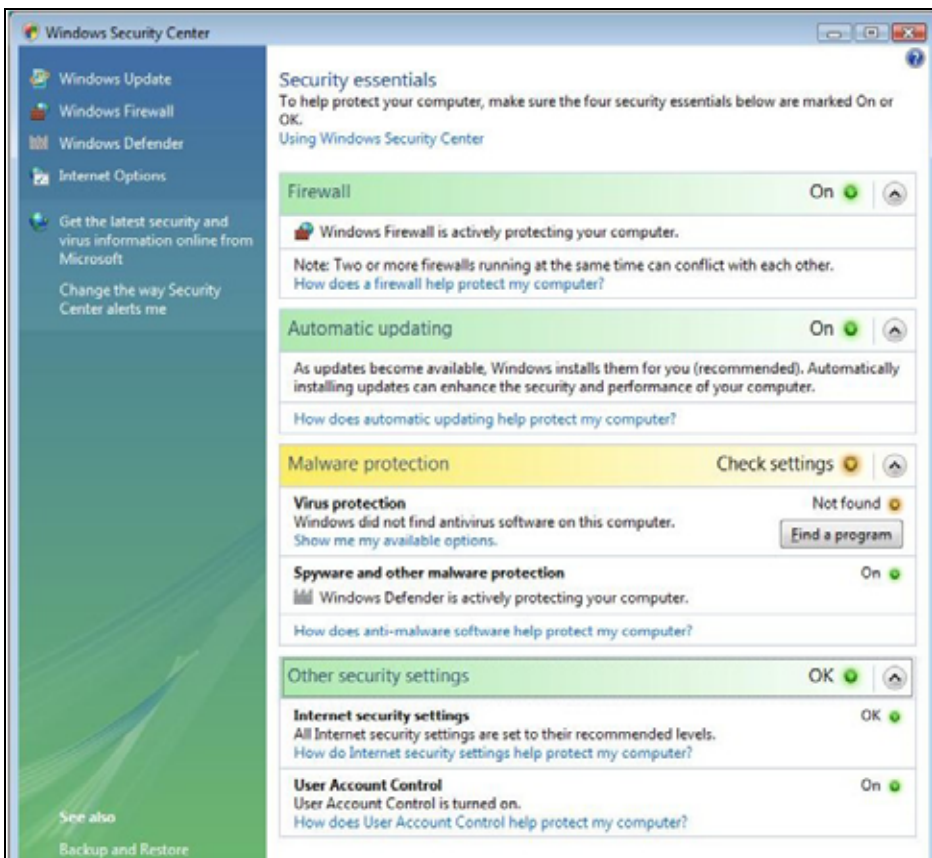 Windows Security Center
Windows Update
Windows Firewall
Windows Defender
Internet Options
Get the latest security and
virus information online from
Microsoft
Change the way Security
Center alerts me
See also
Backup and Restore
Security essentials
To help protect your computer, make sure the four security essentials below are marked On or
OK.
Using Windows Security Center
Firewall On
Windows Firewall is actively protecting your computer.
Note: Two or more firewalls running at the same time can conflict with each other.
How does a firewall help protect my computer?
Automatic updating On
As updates become available, Windows installs them for you (recommended). Automatically
installing updates can enhance the security and performance of your computer.
How does automatic updating help protect my computer?
Malware protection Check settings
Virus protection Not found
Windows did not find antivirus software on this computer.
Show me my available options. Find a program
Spyware and other malware protection On
Windows Defender is actively protecting your computer.
How does anti-malware software help protect my computer?
Other security settings OK
Internet security settings OK
All Internet security settings are set to their recommended levels.
How do Internet security settings help protect my computer?
User Account Control On
User Account Control is turned on.
How does User Account Control help protect my computer?